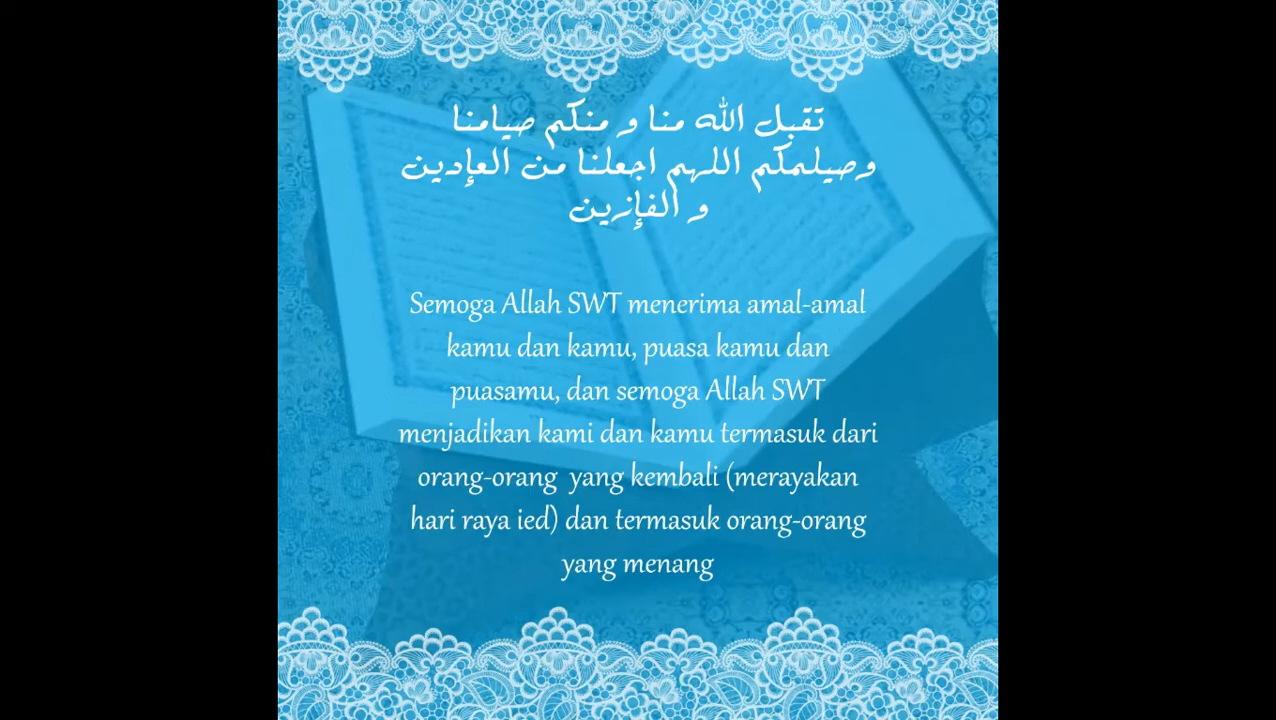 تقبل الله منا و منكم صيامنا
وصيلمكم اللهم اجعلنا من العإدين
و الفإزين
Semoga Allah SWT menerima amal-amal
kamu dan kamu, puasa kamu dan
puasamu, dan semoga Allah SWT
menjadikan kami dan kamu termasuk dari
orang-orang yang kembali (merayakan
hari raya ied) dan termasuk orang-orang
yang menang